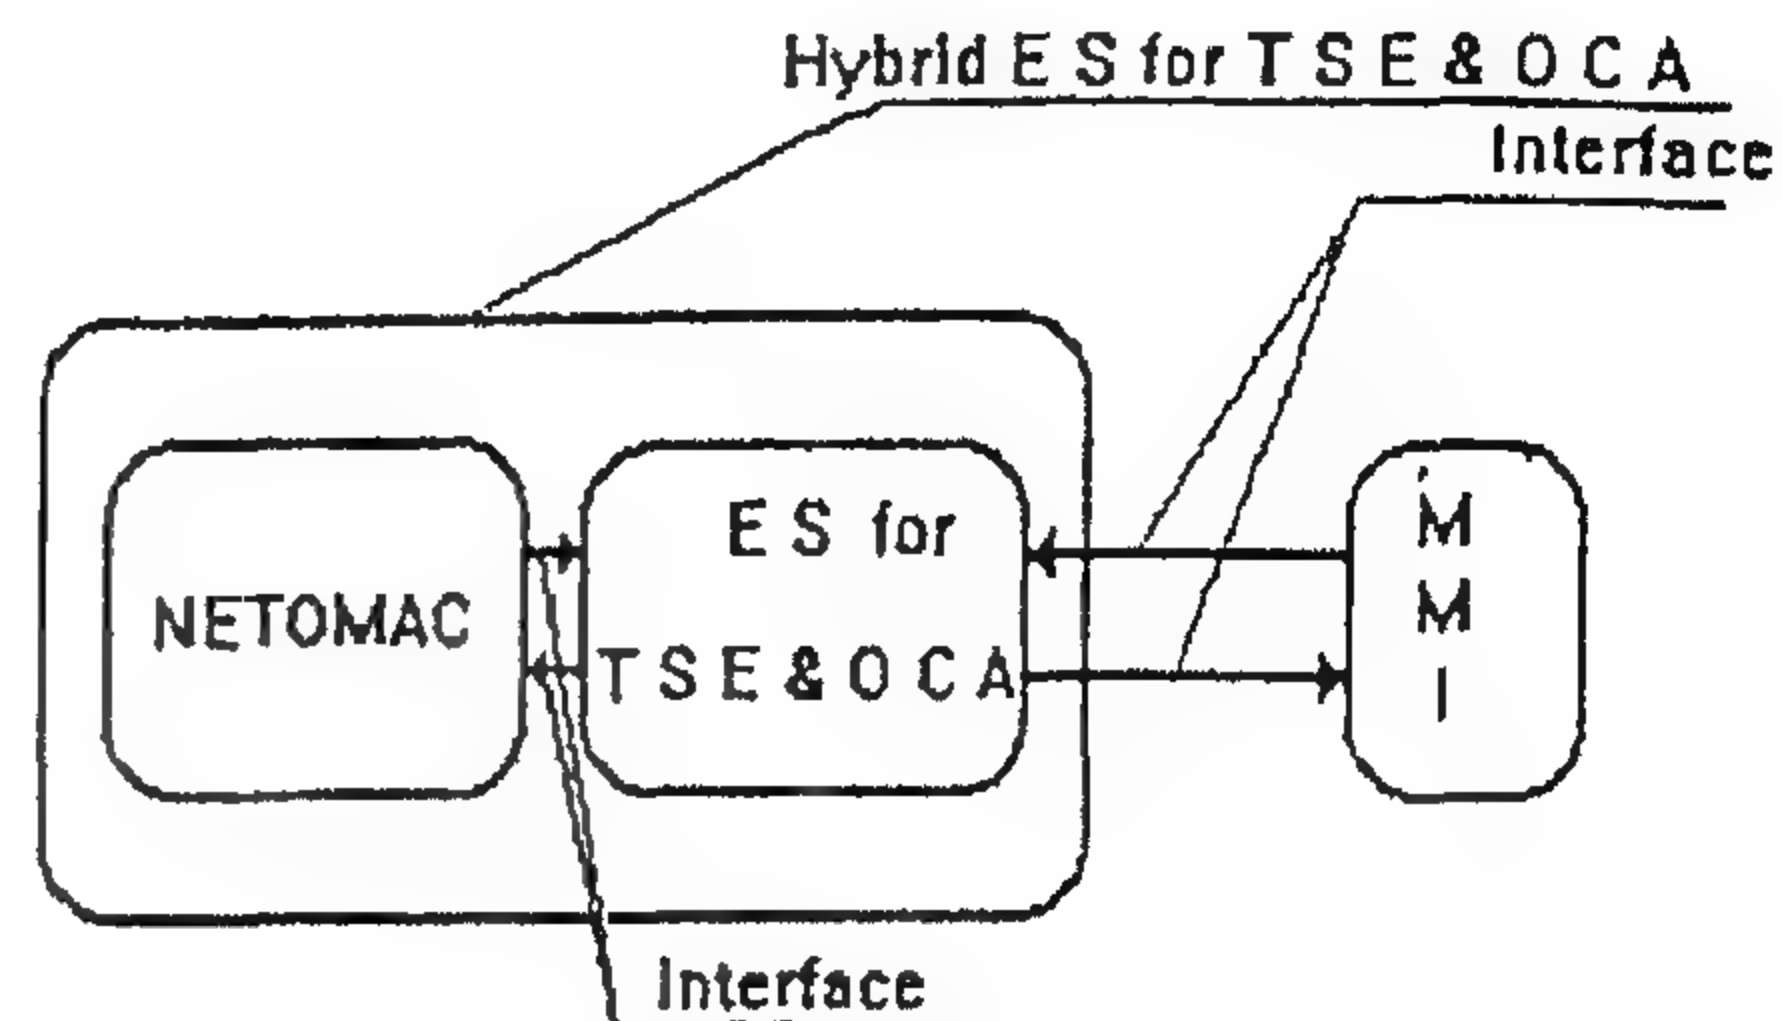 Hybrid E S for T S E & O C A
Interface
NETOMAC
E S for
T S E & O C A
M
M
I
Interface